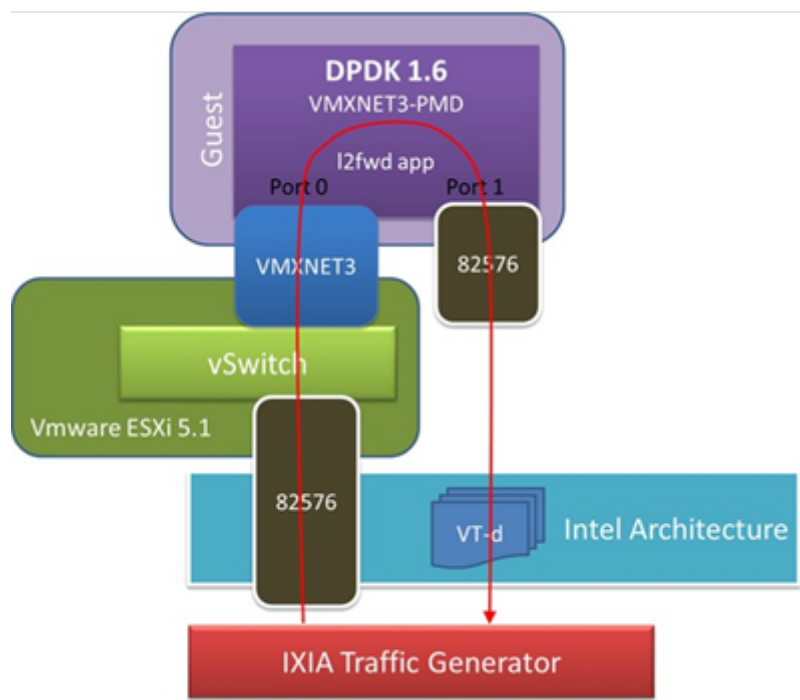 DPDK 1.6
VMXNET3-PMD
Guest
l2fwd app
Port 0
Port 1
VMXNET3
82576
vSwitch
Vmware ESXi 5.1
82576
VT-d
Intel Architecture
IXIA Traffic Generator